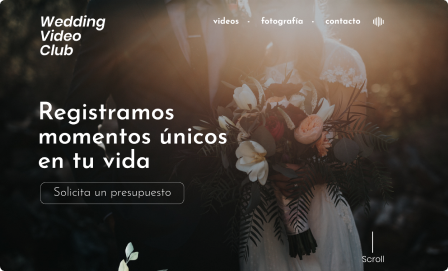 Wedding
Video
Club
videos · fotografia · contacto
Registramos
momentos únicos
en tu vida
Solicita un presupuesto
Scroll